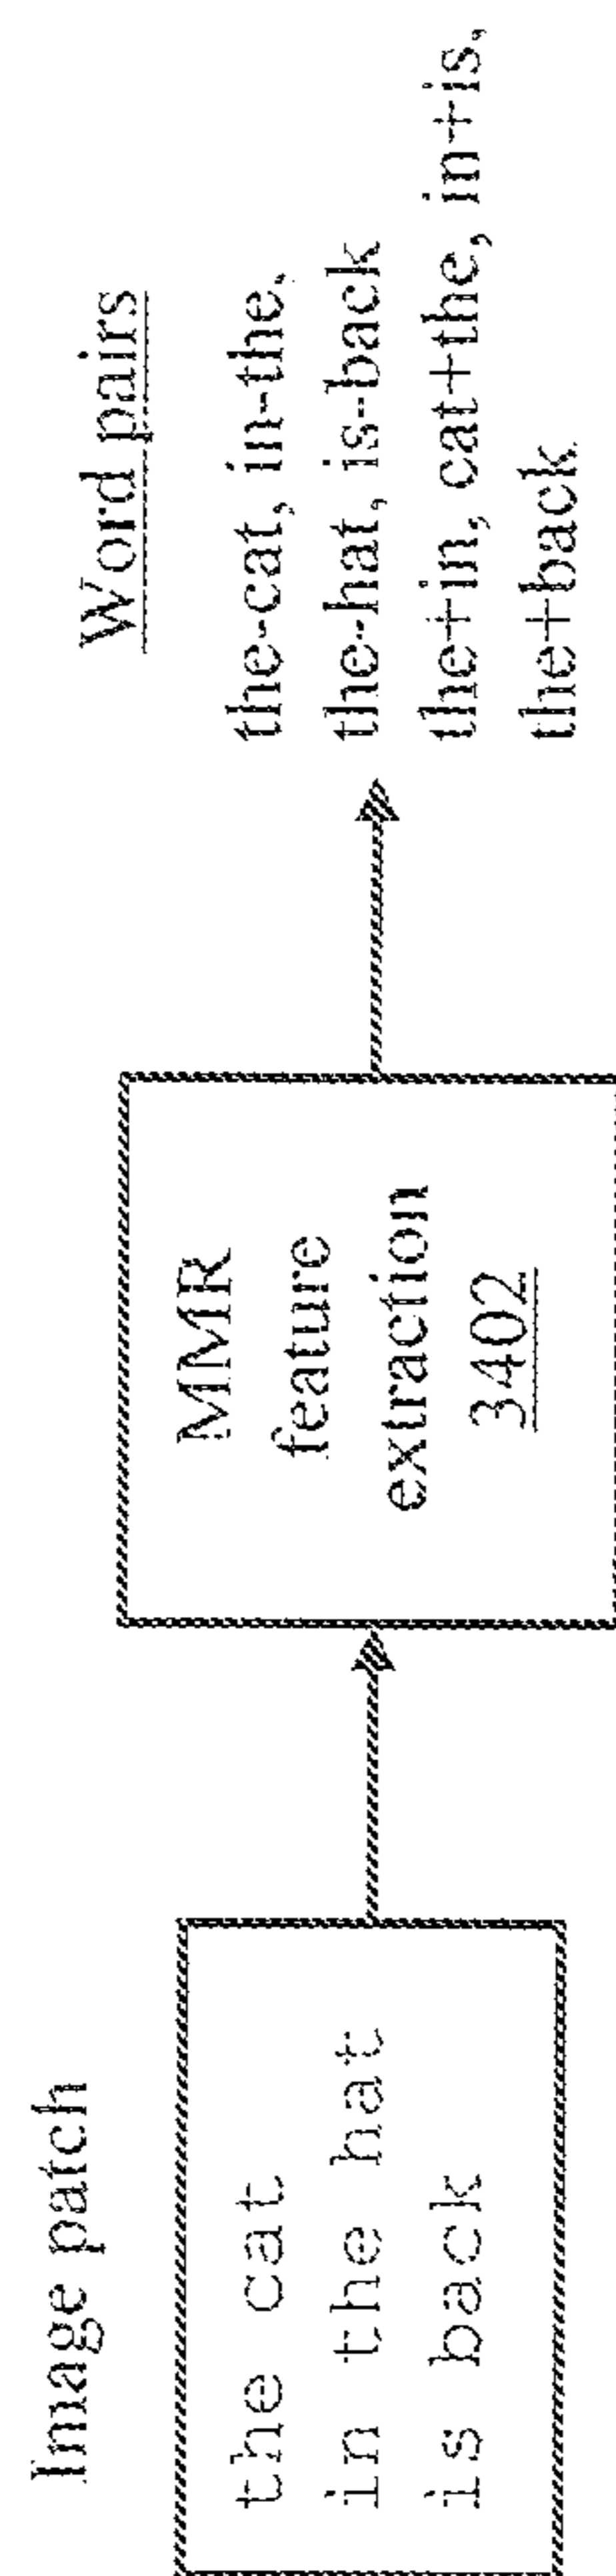 Image patch
the cat
in the hat
is back
MMR
feature
extraction
3402
Word pairs
the-cat, in-the,
the-hat, is-back
the+in, cat+the, in+is,
the+back